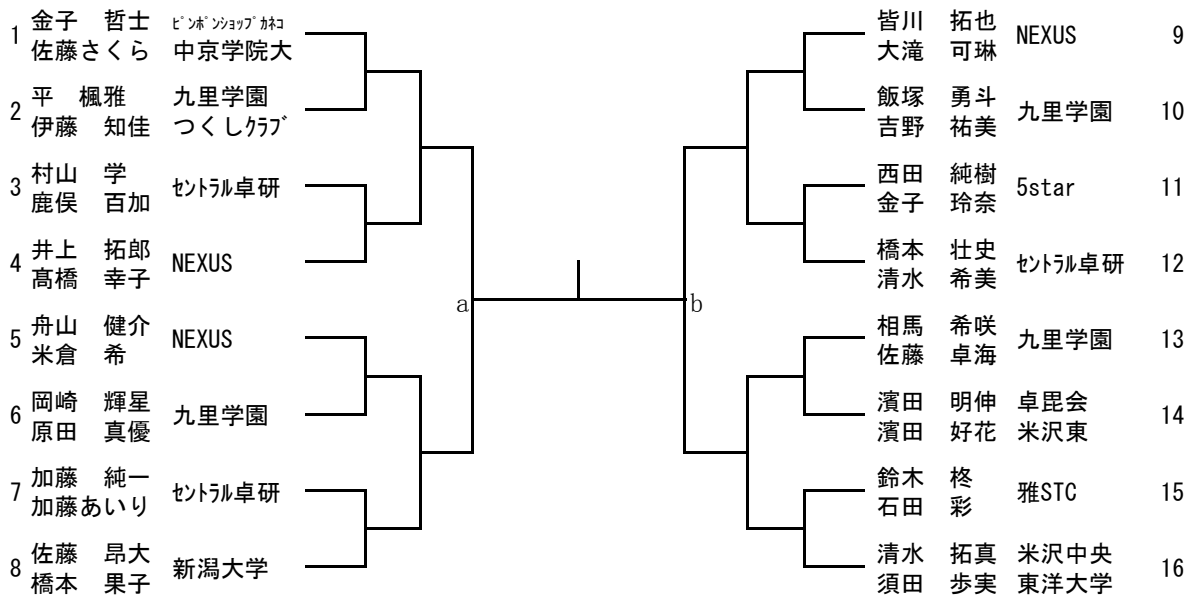 1 金子　哲士 ﾋﾟﾝﾎﾟﾝｼｮｯﾌﾟｶﾈｺ
佐藤さくら 中京学院大
2 平　楓雅 九里学園
伊藤　知佳 つくしｸﾗﾌﾞ
3 村山　学 ｾﾝﾄﾗﾙ卓研
鹿俣　百加
4 井上　拓郎 NEXUS
髙橋　幸子
a
5 舟山　健介 NEXUS
米倉　希
6 岡崎　輝星 九里学園
原田　真優
7 加藤　純一 ｾﾝﾄﾗﾙ卓研
加藤あいり
8 佐藤　昂大 新潟大学
橋本　果子
皆川　拓也 NEXUS 9
大滝　可琳
飯塚　勇斗 九里学園 10
吉野　祐美
西田　純樹 5star 11
金子　玲奈
橋本　壮史 ｾﾝﾄﾗﾙ卓研 12
清水　希美
b
相馬　希咲 九里学園 13
佐藤　卓海
濱田　明伸 卓毘会 14
濱田　好花 米沢東
鈴木　柊 雅STC 15
石田　彩
清水　拓真 米沢中央 16
須田　歩実 東洋大学